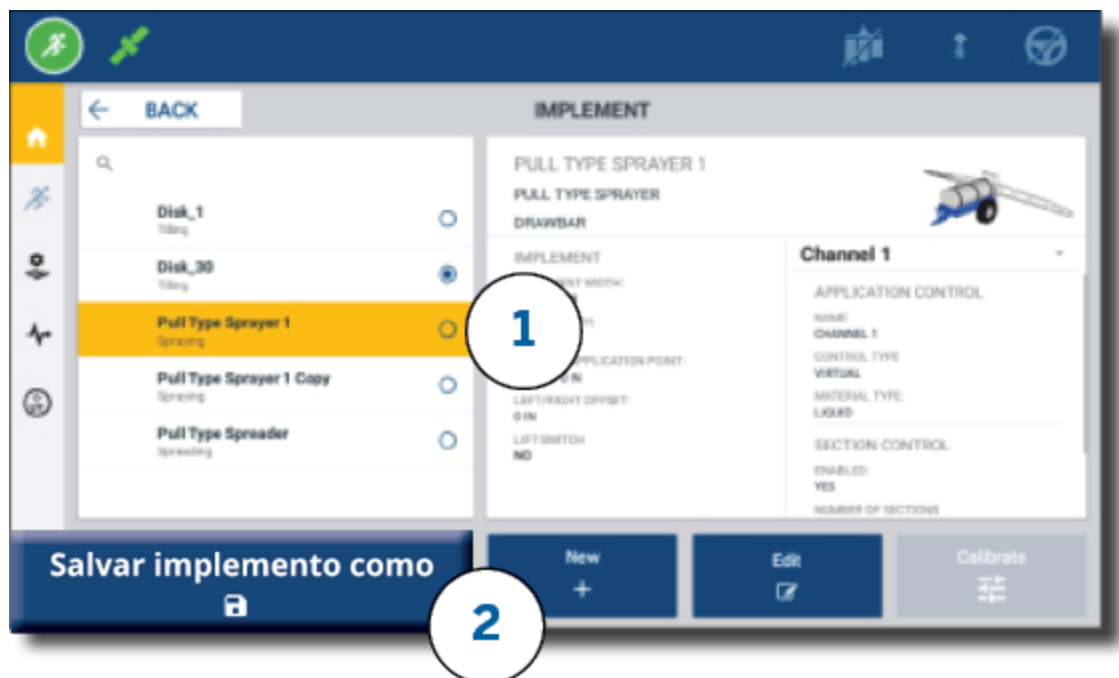 BACK
IMPLEMENT
Disk_1
Tilling
Disk_30
Tilling
Pull Type Sprayer 1
Spraying
Pull Type Sprayer 1 Copy
Spraying
Pull Type Spreader
Spreading
PULL TYPE SPRAYER 1
PULL TYPE SPRAYER
DRAWBAR
IMPLEMENT
WIDTH:
APPLICATION POINT:
LEFT/RIGHT OFFSET:
0 IN
LIFT SWITCH
NO
Channel 1
APPLICATION CONTROL
NAME
CHANNEL 1
CONTROL TYPE
VIRTUAL
MATERIAL TYPE:
LIQUID
SECTION CONTROL
ENABLED:
YES
NUMBER OF SECTIONS
1
Salvar implemento como
2
New
Edit
Calibrate